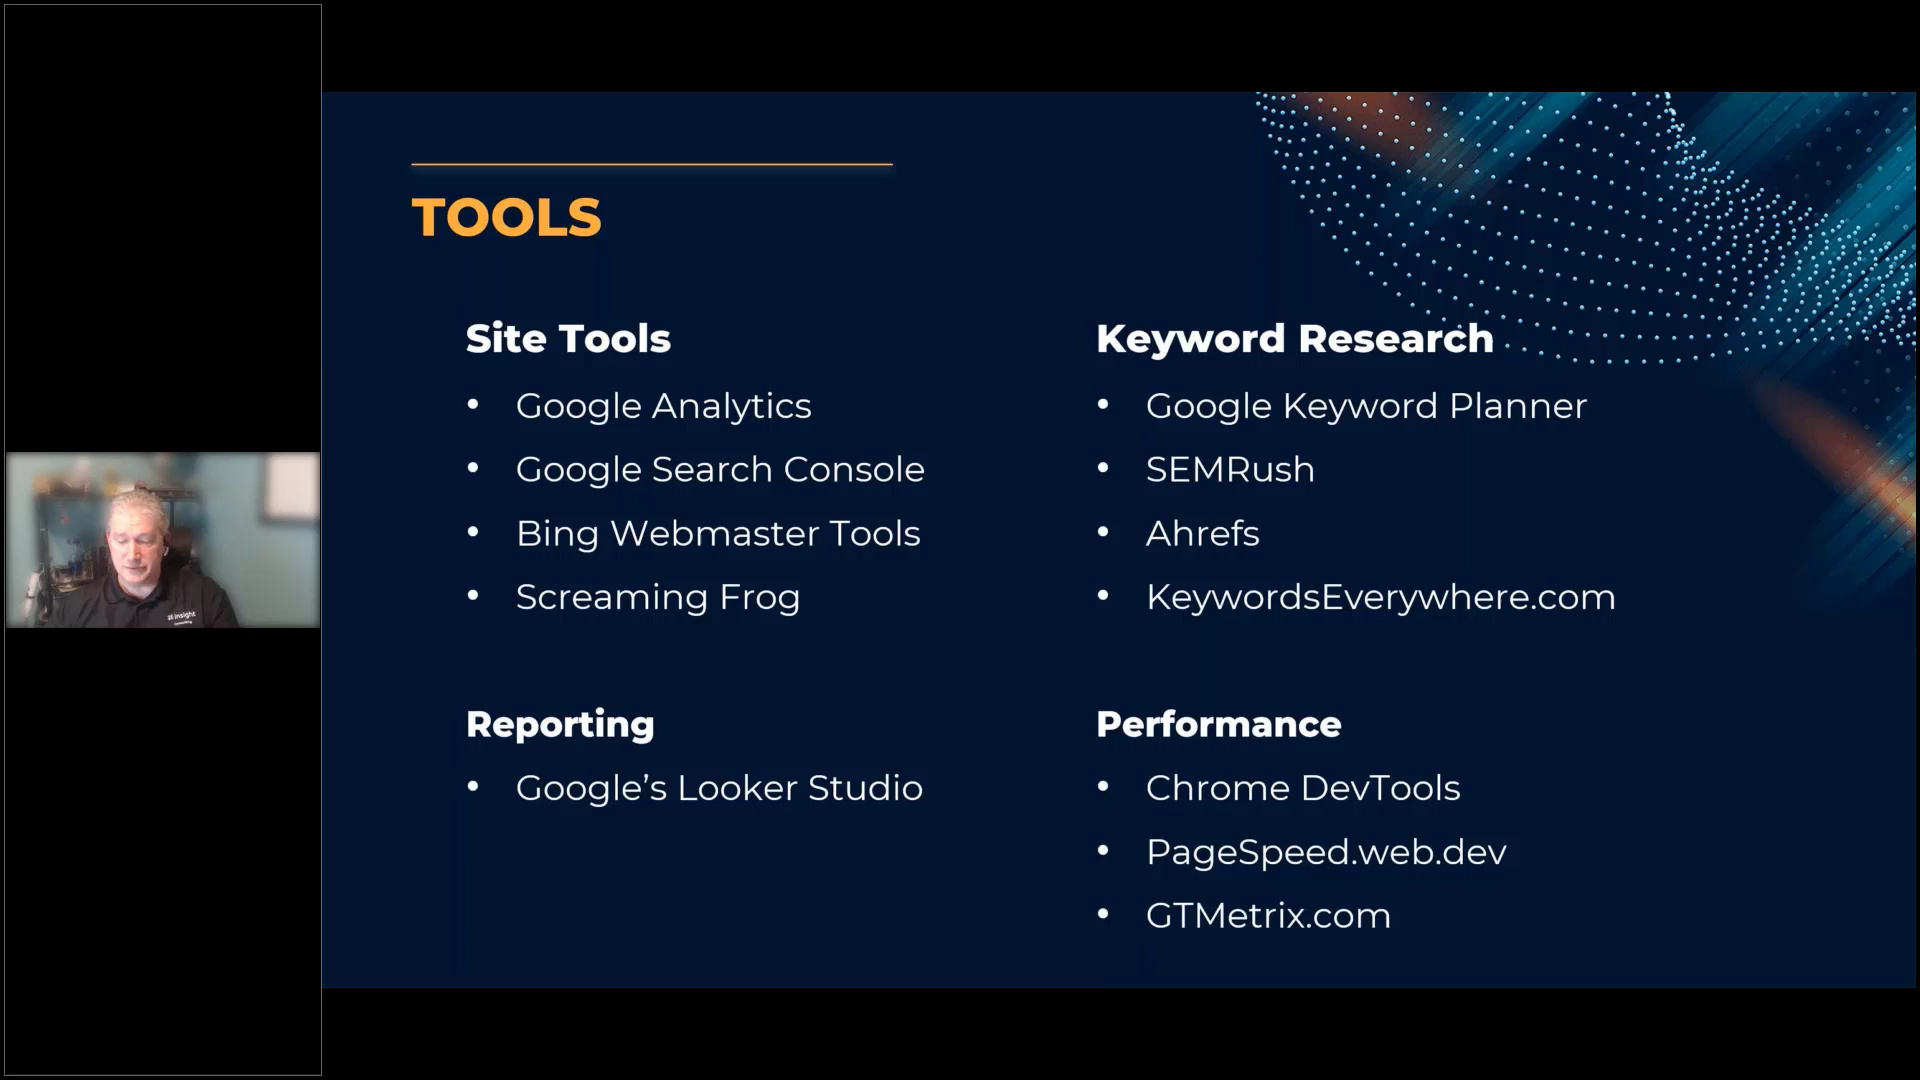 TOOLS
Site Tools
• Google Analytics
• Google Search Console
• Bing Webmaster Tools
• Screaming Frog
Reporting
• Google’s Looker Studio
Keyword Research
• Google Keyword Planner
• SEMRush
• Ahrefs
• KeywordsEverywhere.com
Performance
• Chrome DevTools
• PageSpeed.web.dev
• GTMetrix.com
insight